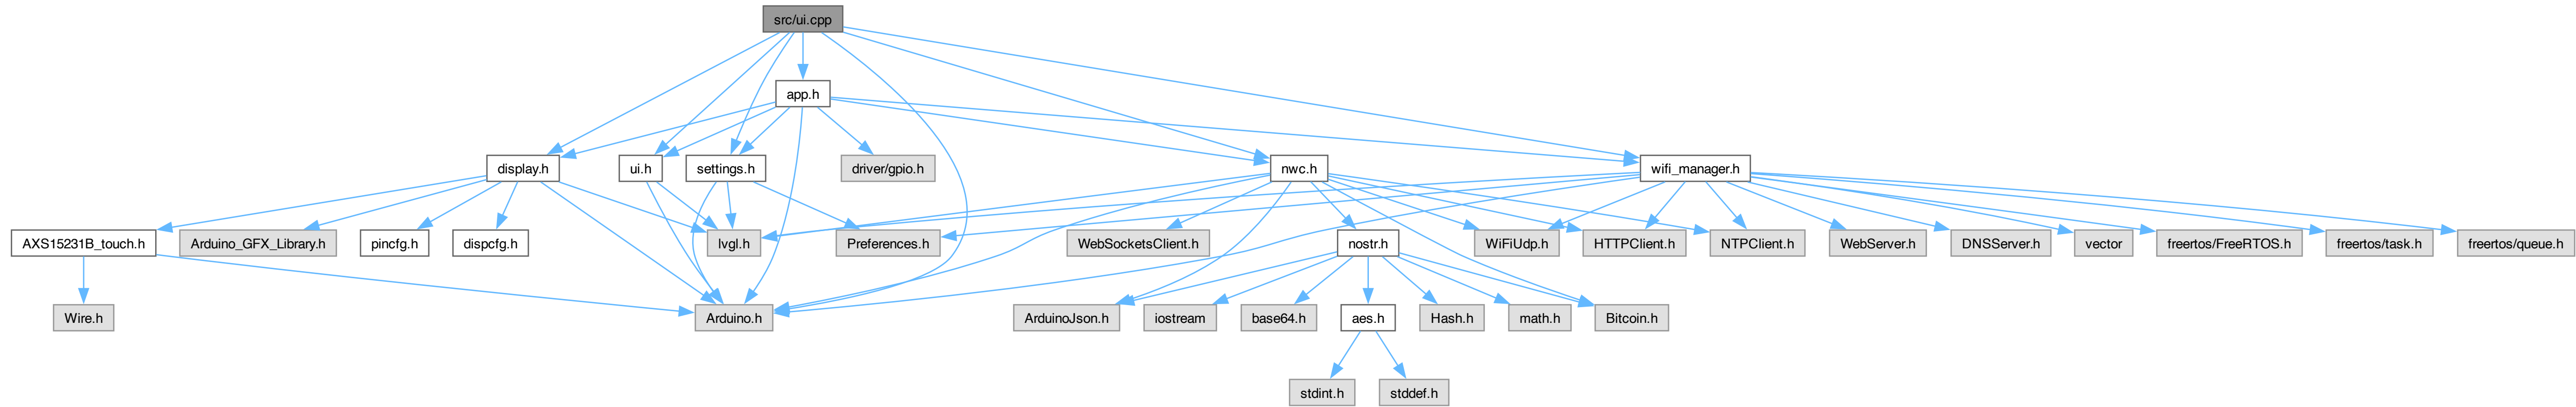 src/ui.cpp
app.h
display.h
ui.h
settings.h
driver/gpio.h
nwc.h
wifi_manager.h
AXS15231B_touch.h
Arduino_GFX_Library.h
pincfg.h
dispcfg.h
lvgl.h
Preferences.h
WebSocketsClient.h
nostr.h
WiFiUdp.h
HTTPClient.h
NTPClient.h
WebServer.h
DNSServer.h
vector
freertos/FreeRTOS.h
freertos/task.h
freertos/queue.h
Wire.h
Arduino.h
ArduinoJson.h
iostream
base64.h
aes.h
Hash.h
math.h
Bitcoin.h
stdint.h
stddef.h